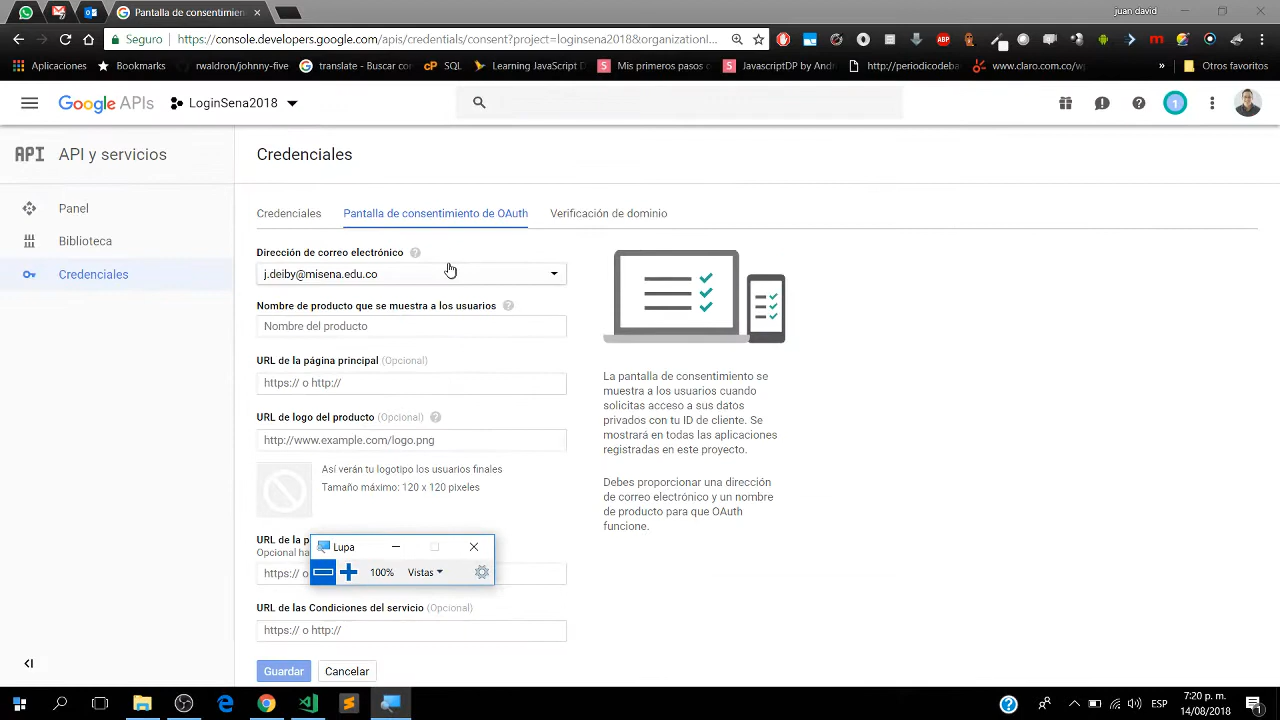 Pantalla de consentimien
juan david
Seguro
https://console.developers.google.com/apis/credentials/consent?project=loginsena2018&organizationI...
Aplicaciones
Bookmarks
rwaldron/johnny-five
translate - Buscar co
cP SQL
Learning JavaScript D
Mis primeros pasos c
JavascriptDP by And
http://periodicodeba
www.claro.com.co/w
»
Otros favoritos
Google APIs
LoginSena2018
1
API API y servicios
Credenciales
Panel
Biblioteca
Credenciales
Credenciales
Pantalla de consentimiento de OAuth
Verificación de dominio
Dirección de correo electrónico
j.deiby@misena.edu.co
Nombre de producto que se muestra a los usuarios
Nombre del producto
URL de la página principal (Opcional)
https:// o http://
URL de logo del producto (Opcional)
http://www.example.com/logo.png
Así verán tu logotipo los usuarios finales
Tamaño máximo: 120 x 120 pixeles
URL de la p
Opcional ha
https:// o
Lupa
100%
Vistas
URL de las Condiciones del servicio (Opcional)
https:// o http://
Guardar
Cancelar
La pantalla de consentimiento se
muestra a los usuarios cuando
solicitas acceso a sus datos
privados con tu ID de cliente. Se
mostrará en todas las aplicaciones
registradas en este proyecto.
Debes proporcionar una dirección
de correo electrónico y un nombre
de producto para que OAuth
funcione.
ESP
7:20 p. m.
14/08/2018
1